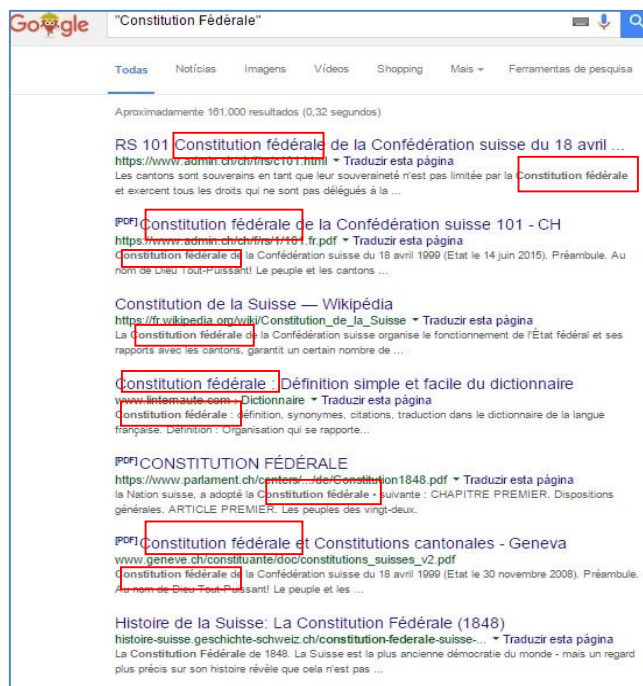 Google "Constitution Fédérale"
Todas Notícias Imagens Vídeos Shopping Mais Ferramentas de pesquisa
Aproximadamente 161.000 resultados (0,32 segundos)
RS 101 Constitution fédérale de la Confédération suisse du 18 avril ...
https://www.admin.ch/ch/f/rs/c101.html Traduzir esta página
Les cantons sont souverains en tant que leur souveraineté n'est pas limitée par la Constitution fédérale
et exercent tous les droits qui ne sont pas délégués à la ...
[PDF] Constitution fédérale de la Confédération suisse 101 - CH
https://www.admin.ch/ch/f/rs/1/101.fr.pdf Traduzir esta página
Constitution fédérale de la Confédération suisse du 18 avril 1999 (Etat le 14 juin 2015). Préambule. Au
nom de Dieu Tout-Puissant! Le peuple et les cantons ...
Constitution de la Suisse — Wikipédia
https://fr.wikipedia.org/wiki/Constitution_de_la_Suisse Traduzir esta página
La Constitution fédérale de la Confédération suisse organise le fonctionnement de l'État fédéral et ses
rapports avec les cantons, garantit un certain nombre de ...
Constitution fédérale : Définition simple et facile du dictionnaire
www.linternaute.com › Dictionnaire Traduzir esta página
Constitution fédérale : définition, synonymes, citations, traduction dans le dictionnaire de la langue
française. Définition : Organisation qui se rapporte...
[PDF] CONSTITUTION FÉDÉRALE
https://www.parlament.ch/centers/.../de/Constitution1848.pdf Traduzir esta página
la Nation suisse, a adopté la Constitution fédérale • suivante : CHAPITRE PREMIER. Dispositions
générales. ARTICLE PREMIER. Les peuples des vingt-deux.
[PDF] Constitution fédérale et Constitutions cantonales - Geneva
www.geneve.ch/constituante/doc/constitutions_suisses_v2.pdf
Constitution fédérale de la Confédération suisse du 18 avril 1999 (Etat le 30 novembre 2008). Préambule.
Au nom de Dieu Tout-Puissant! Le peuple et les ...
Histoire de la Suisse: La Constitution Fédérale (1848)
histoire-suisse.geschichte-schweiz.ch/constitution-federale-suisse-... Traduzir esta página
La Constitution Fédérale de 1848. La Suisse est la plus ancienne démocratie du monde - mais un regard
plus précis sur son histoire révèle que cela n'est pas ...